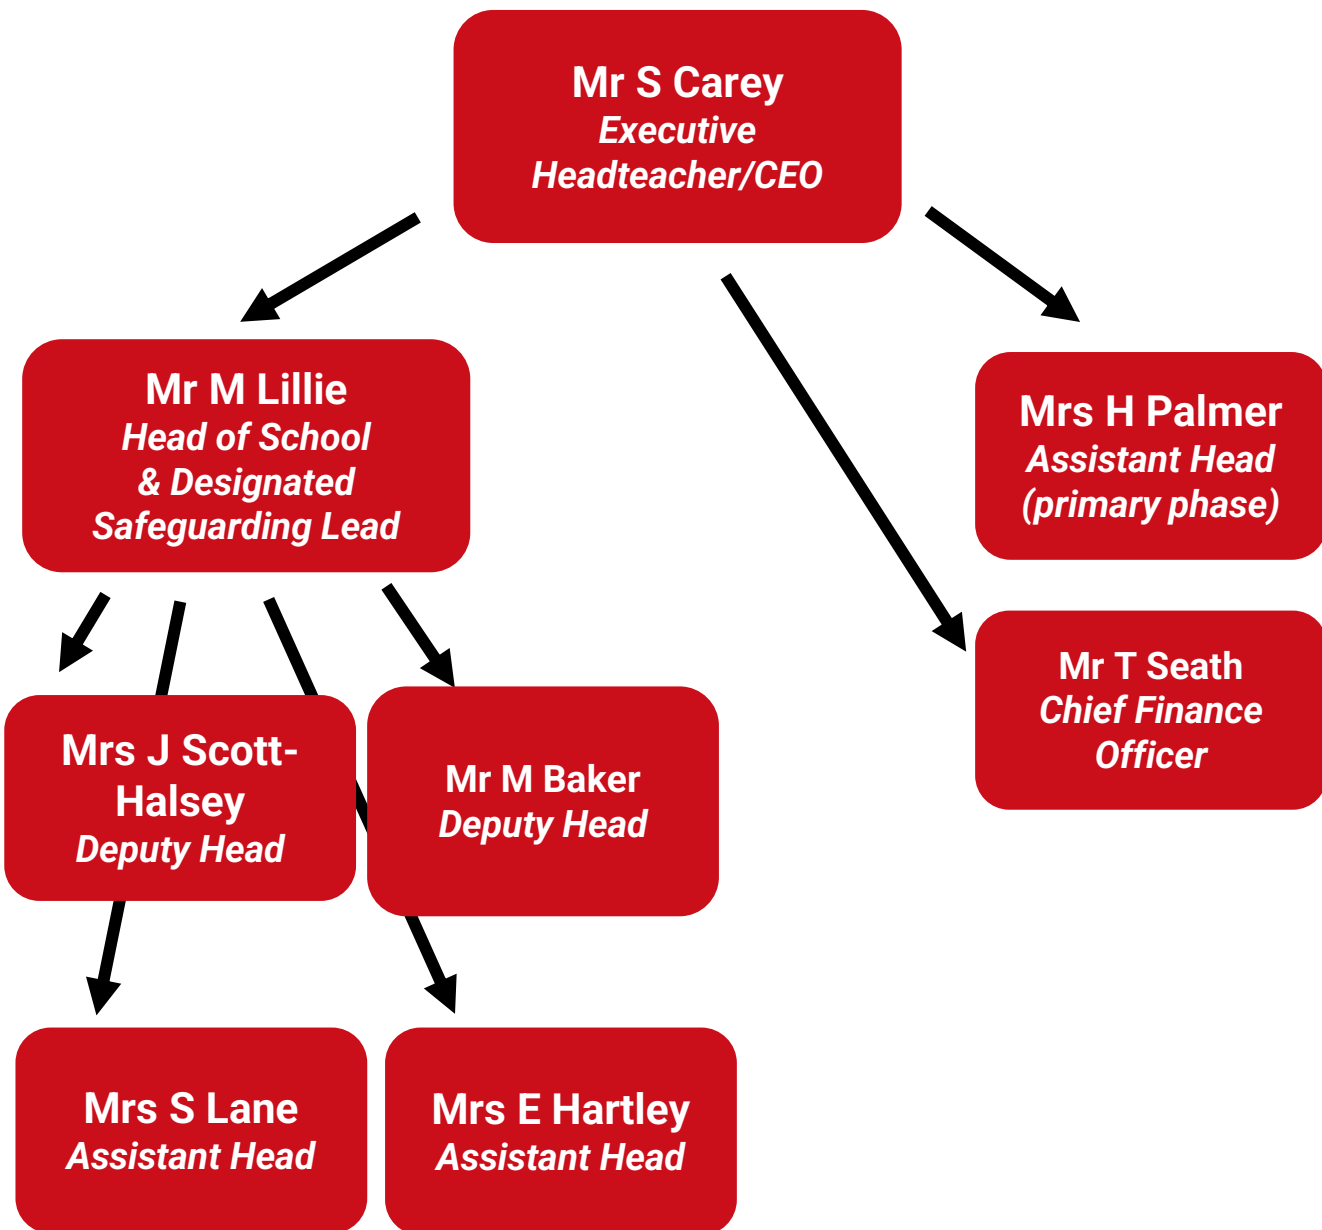 Mr S Carey
Executive
Headteacher/CEO
Mr M Lillie
Head of School
& Designated
Safeguarding Lead
Mrs H Palmer
Assistant Head
(primary phase)
Mr T Seath
Chief Finance
Officer
Mrs J Scott-
Halsey
Deputy Head
Mr M Baker
Deputy Head
Mrs S Lane
Assistant Head
Mrs E Hartley
Assistant Head